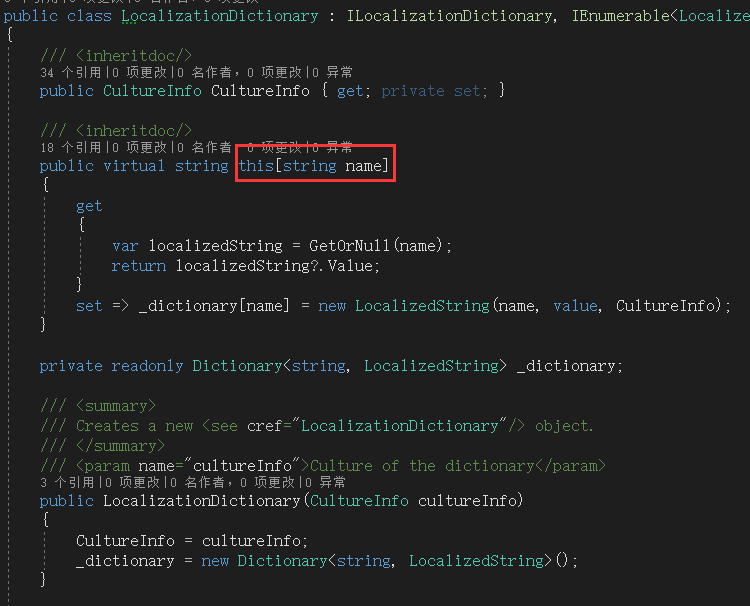 public class LocalizationDictionary : ILocalizationDictionary, IEnumerable<Localize
{
/// <inheritdoc/>
34 个引用|0 项更改|0 名作者，0 项更改|0 异常
public CultureInfo CultureInfo { get; private set; }
/// <inheritdoc/>
18 个引用|0 项更改|0 名作者，0 项更改|0 异常
public virtual string this[string name]
{
get
{
var localizedString = GetOrNull(name);
return localizedString?.Value;
}
set => _dictionary[name] = new LocalizedString(name, value, CultureInfo);
}
private readonly Dictionary<string, LocalizedString> _dictionary;
/// <summary>
/// Creates a new <see cref="LocalizationDictionary"/> object.
/// </summary>
/// <param name="cultureInfo">Culture of the dictionary</param>
3 个引用|0 项更改|0 名作者，0 项更改|0 异常
public LocalizationDictionary(CultureInfo cultureInfo)
{
CultureInfo = cultureInfo;
_dictionary = new Dictionary<string, LocalizedString>();
}